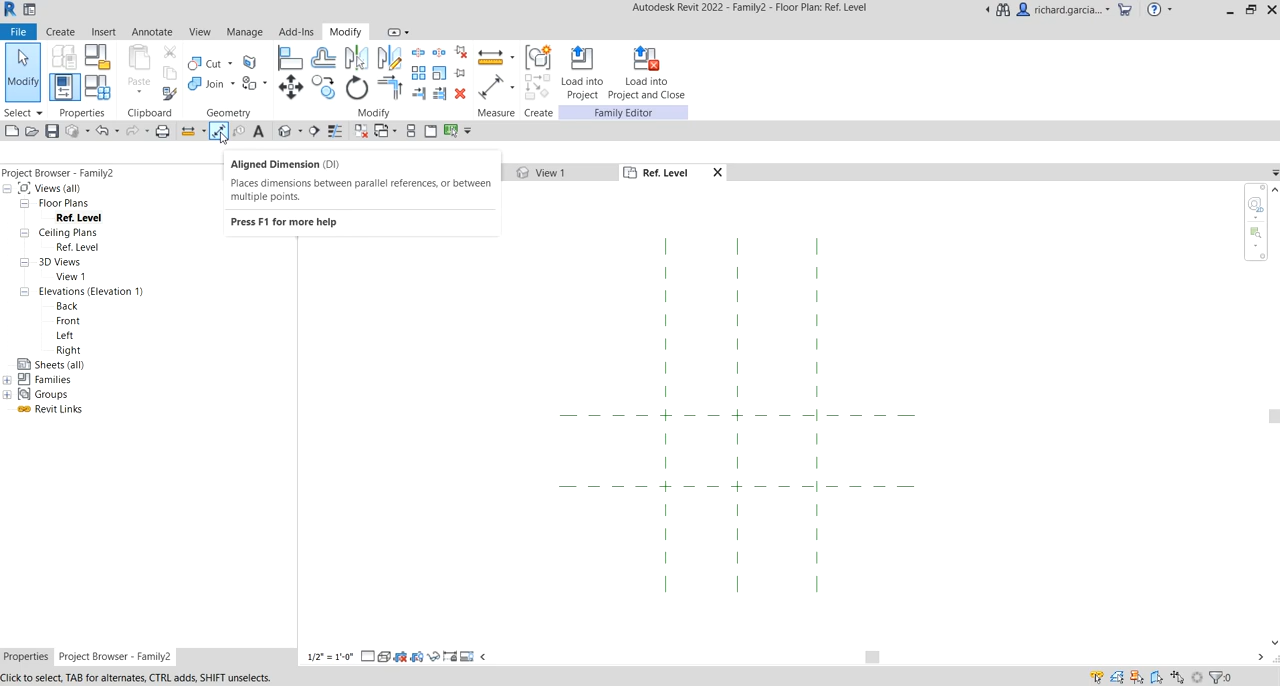 Autodesk Revit 2022 - Family2 - Floor Plan: Ref. Level
richard.garcia...
File Create Insert Annotate View Manage Add-Ins Modify
Modify
Paste
Cut
Join
Load into
Project
Load into
Project and Close
Select
Properties
Clipboard
Geometry
Modify
Measure
Create
Family Editor
Aligned Dimension (DI)
Places dimensions between parallel references, or between
multiple points.
Press F1 for more help
View 1
Ref. Level
Project Browser - Family2
Views (all)
Floor Plans
Ref. Level
Ceiling Plans
Ref. Level
3D Views
View 1
Elevations (Elevation 1)
Back
Front
Left
Right
Sheets (all)
Families
Groups
Revit Links
Properties
Project Browser - Family2
1/2" = 1'-0"
Click to select, TAB for alternates, CTRL adds, SHIFT unselects.
:0